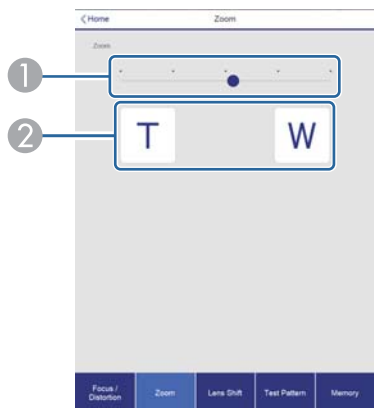 < Home
Zoom
Zoom
1
2
T
W
Focus /
Distortion
Zoom
Lens Shift
Test Pattern
Memory